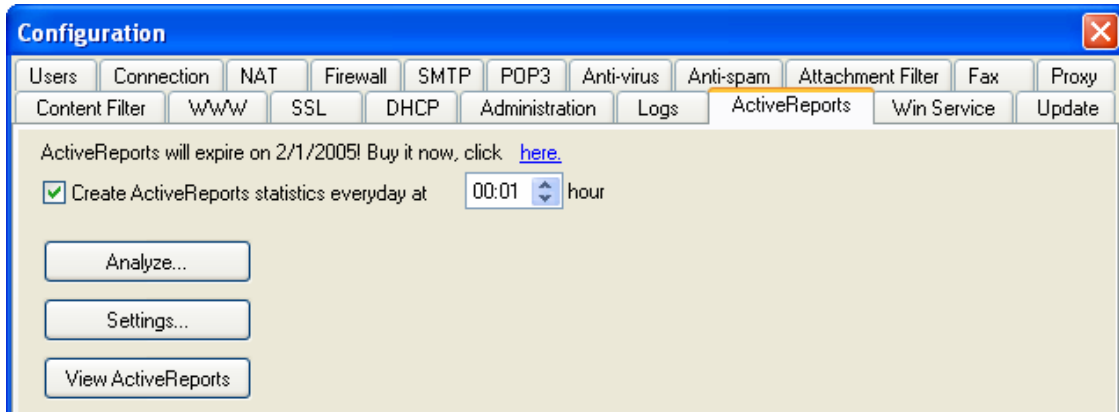 Configuration
Users Connection NAT Firewall SMTP POP3 Anti-virus Anti-spam Attachment Filter Fax Proxy
Content Filter WWW SSL DHCP Administration Logs ActiveReports Win Service Update
ActiveReports will expire on 2/1/2005! Buy it now, click here.
Create ActiveReports statistics everyday at 00:01 hour
Analyze...
Settings...
View ActiveReports